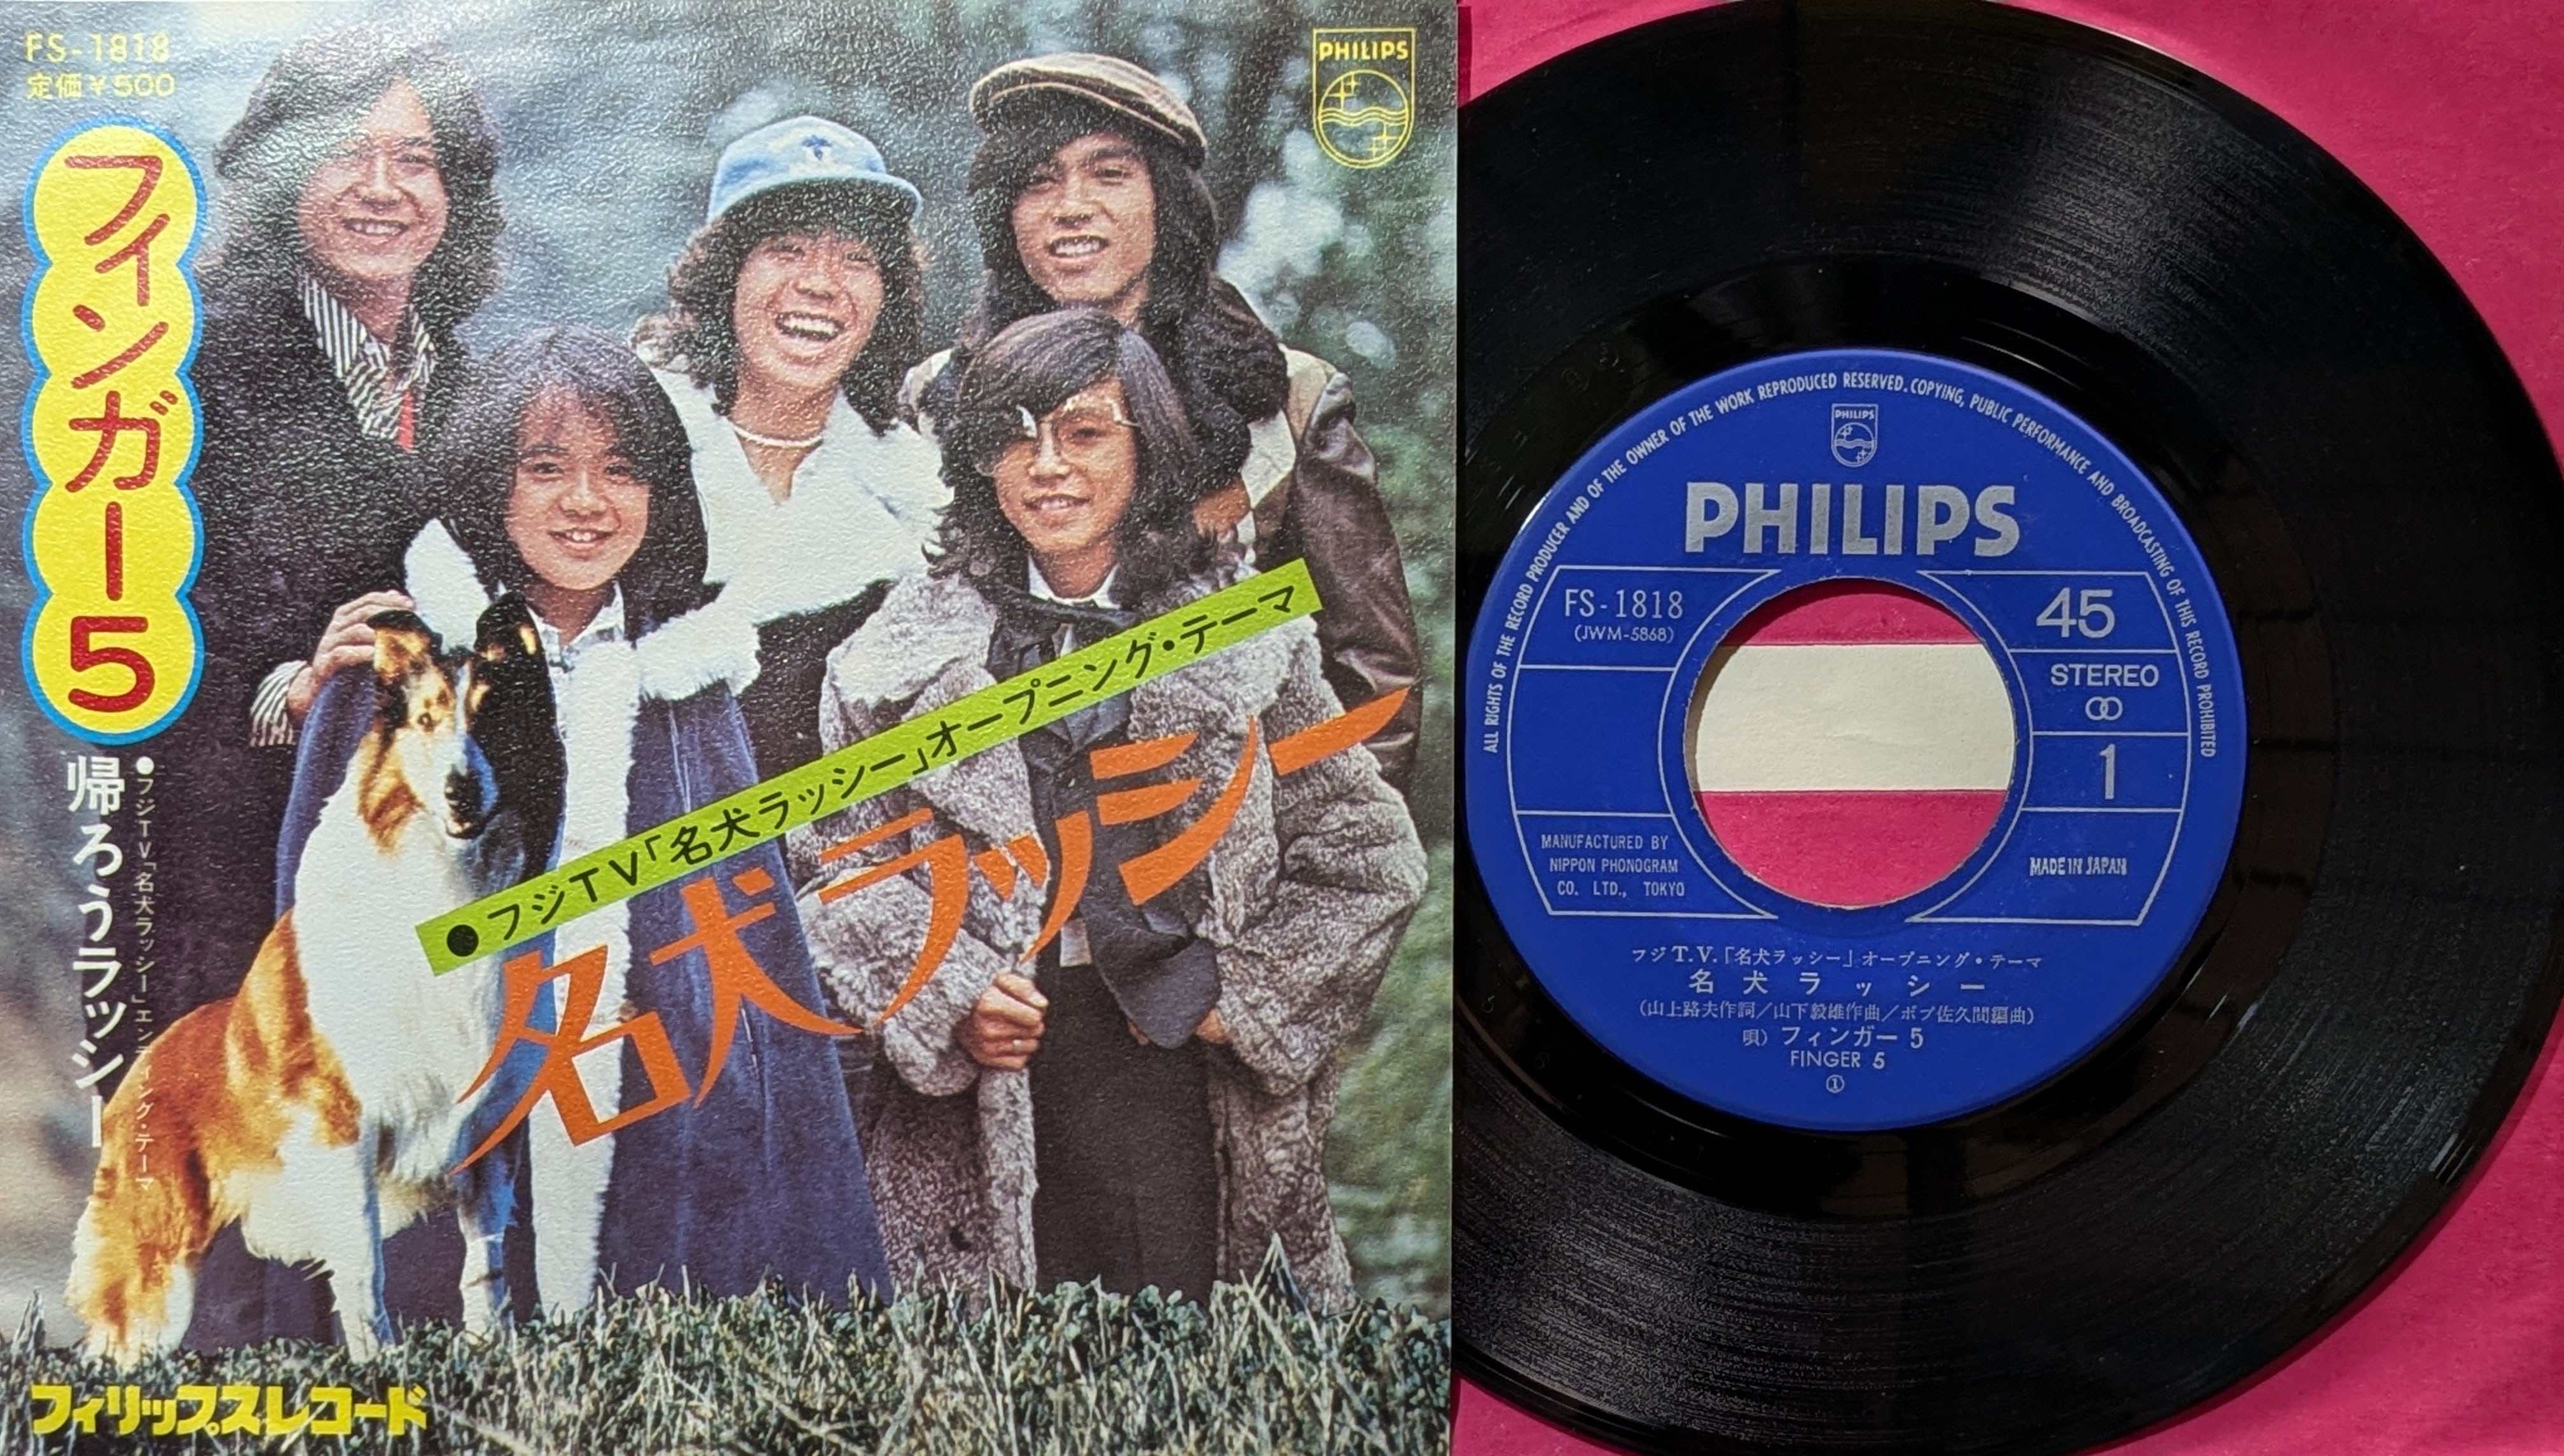 FS-1818
定価￥500
PHILIPS
フィンガー5
●フジTV「名犬ラッシー」オープニング・テーマ
名犬ラッシー
●フジTV「名犬ラッシー」エンディング・テーマ
帰ろうラッシー
フィリップスレコード
ALL RIGHTS OF THE RECORD PRODUCER AND OF THE OWNER OF THE WORK REPRODUCED RESERVED. COPYING, PUBLIC PERFORMANCE AND BROADCASTING OF THIS RECORD PROHIBITED
PHILIPS
PHILIPS
FS-1818
(JWM-5868)
45
STEREO
1
MANUFACTURED BY
NIPPON PHONOGRAM
CO. LTD., TOKYO
MADE IN JAPAN
フジT.V.「名犬ラッシー」オープニング・テーマ
名犬ラッシー
(山上路夫作詞／山下毅雄作曲／ボブ佐久間編曲)
唄）フィンガー5
FINGER 5
①